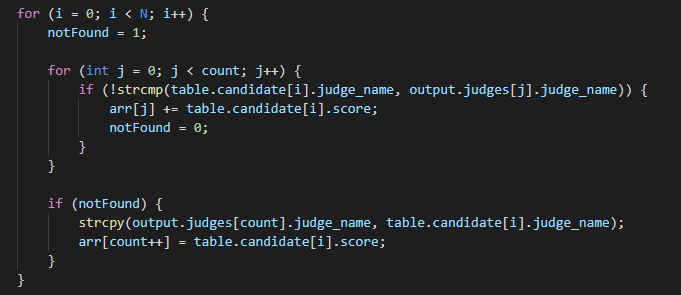 for (i = 0; i < N; i++) {
    notFound = 1;

    for (int j = 0; j < count; j++) {
        if (!strcmp(table.candidate[i].judge_name, output.judges[j].judge_name)) {
            arr[j] += table.candidate[i].score;
            notFound = 0;
        }
    }

    if (notFound) {
        strcpy(output.judges[count].judge_name, table.candidate[i].judge_name);
        arr[count++] = table.candidate[i].score;
    }
}